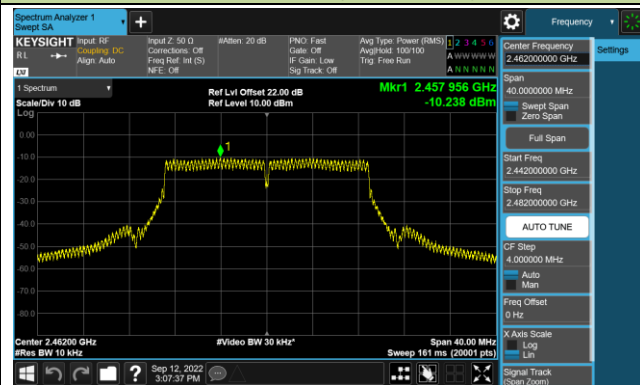 Spectrum Analyzer 1
Swept SA
+
Frequency
KEYSIGHT
Input: RF
Coupling: DC
Align: Auto
RL
LXI
Input Z: 50 Ω
Corrections: Off
Freq Ref: Int (S)
NFE: Off
#Atten: 20 dB
PNO: Fast
Gate: Off
IF Gain: Low
Sig Track: Off
Avg Type: Power (RMS)
Avg|Hold: 100/100
Trig: Free Run
1 2 3 4 5 6
A W W W W W
A N N N N N
1 Spectrum
Scale/Div 10 dB
Log
Ref Lvl Offset 22.00 dB
Ref Level 10.00 dBm
Mkr1 2.457 956 GHz
-10.238 dBm
1
0.00
-10.0
-20.0
-30.0
-40.0
-50.0
-60.0
-70.0
-80.0
Center 2.46200 GHz
#Res BW 10 kHz
#Video BW 30 kHz*
Span 40.00 MHz
Sweep 161 ms (20001 pts)
Sep 12, 2022
3:07:37 PM
?
Center Frequency
2.462000000 GHz
Settings
Span
40.0000000 MHz
Swept Span
Zero Span
Full Span
Start Freq
2.442000000 GHz
Stop Freq
2.482000000 GHz
AUTO TUNE
CF Step
4.000000 MHz
Auto
Man
Freq Offset
0 Hz
X Axis Scale
Log
Lin
Signal Track
(Span Zoom)